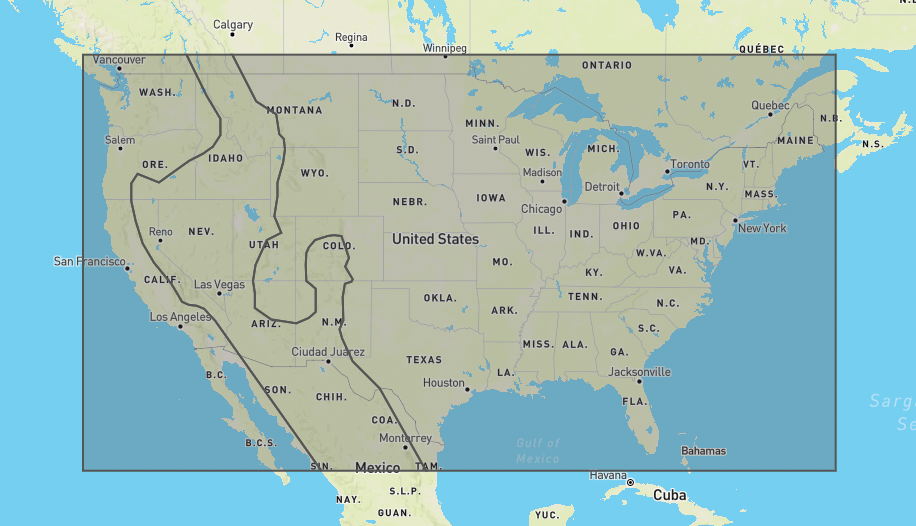 Calgary
Regina
Winnipeg
QUÉBEC
Vancouver
ONTARIO
WASH.
MONTANA
N.D.
Quebec
MINN.
N.B.
Salem
Saint Paul
MAINE
N.S.
S.D.
WIS.
MICH.
ORE.
IDAHO
Toronto
VT.
WYO.
Madison
Detroit
N.Y.
MASS.
NEBR.
IOWA
Chicago
PA.
Reno
NEV.
ILL.
IND.
OHIO
New York
UTAH
COLO.
United States
MD.
W.VA.
San Francisco
MO.
KY.
VA.
CALIF.
Las Vegas
OKLA.
TENN.
N.C.
ARK.
Los Angeles
ARIZ.
N.M.
S.C.
MISS.
ALA.
GA.
Ciudad Juarez
TEXAS
B.C.
LA.
Jacksonville
SON.
CHIH.
Houston
FLA.
COA.
Monterrey
B.C.S.
Gulf of
Mexico
Bahamas
SIN.
Mexico
TAM.
Havana
Cuba
S.L.P.
NAY.
GUAN.
YUC.